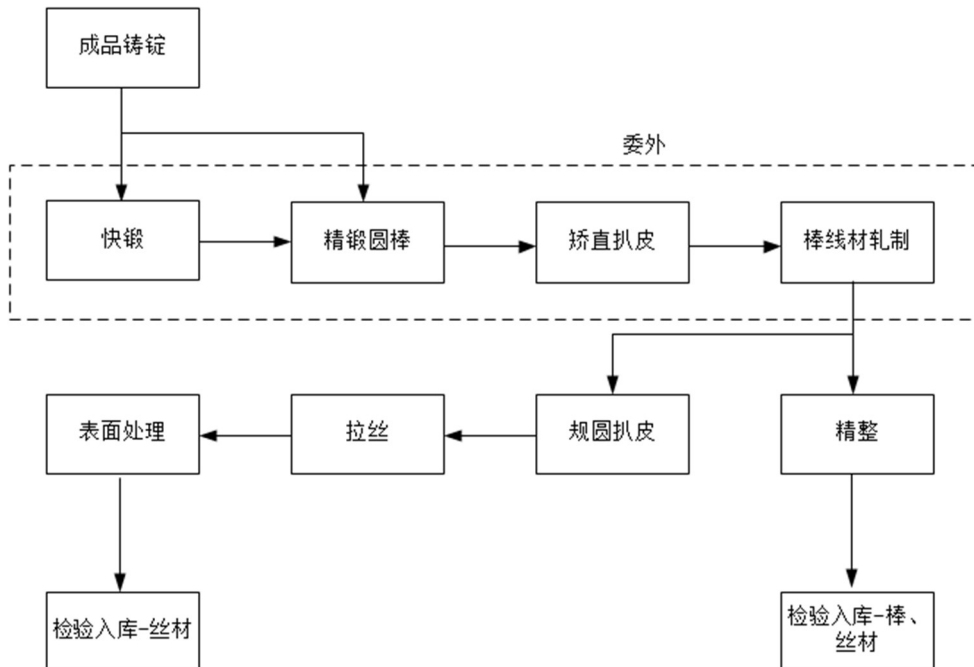 成品铸锭
委外
快锻
精锻圆棒
矫直扒皮
棒线材轧制
表面处理
拉丝
规圆扒皮
精整
检验入库-丝材
检验入库-棒、
丝材